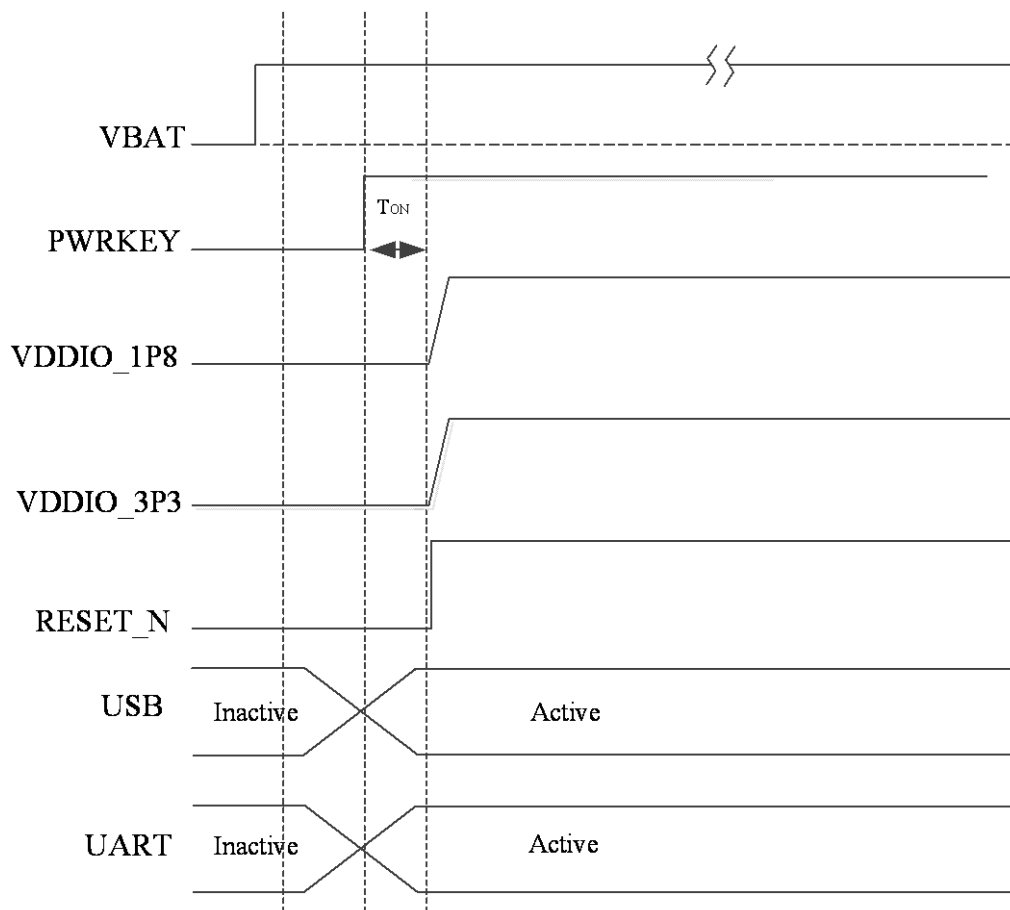 VBAT
TON
PWRKEY
VDDIO_1P8
VDDIO_3P3
RESET_N
USB
Inactive
Active
UART
Inactive
Active